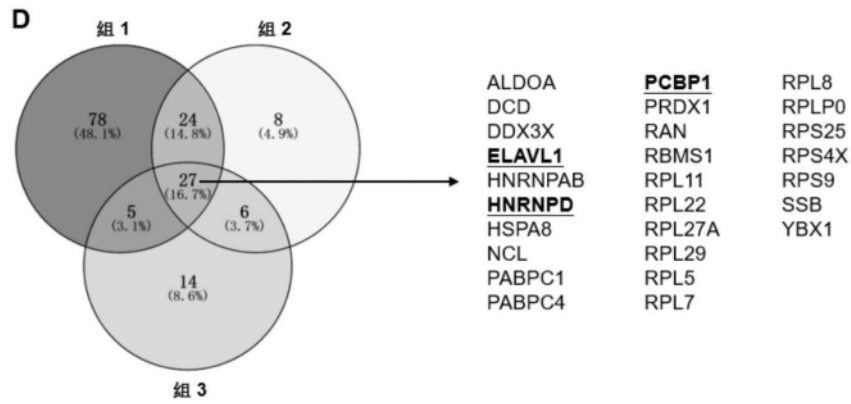 D
組 1
組 2
78
(48.1%)
24
(14.8%)
8
(4.9%)
27
(16.7%)
5
(3.1%)
6
(3.7%)
14
(8.6%)
組 3
ALDOA
DCD
DDX3X
ELAVL1
HNRNPAB
HNRNPD
HSPA8
NCL
PABPC1
PABPC4
PCBP1
PRDX1
RAN
RBMS1
RPL11
RPL22
RPL27A
RPL29
RPL5
RPL7
RPL8
RPLP0
RPS25
RPS4X
RPS9
SSB
YBX1